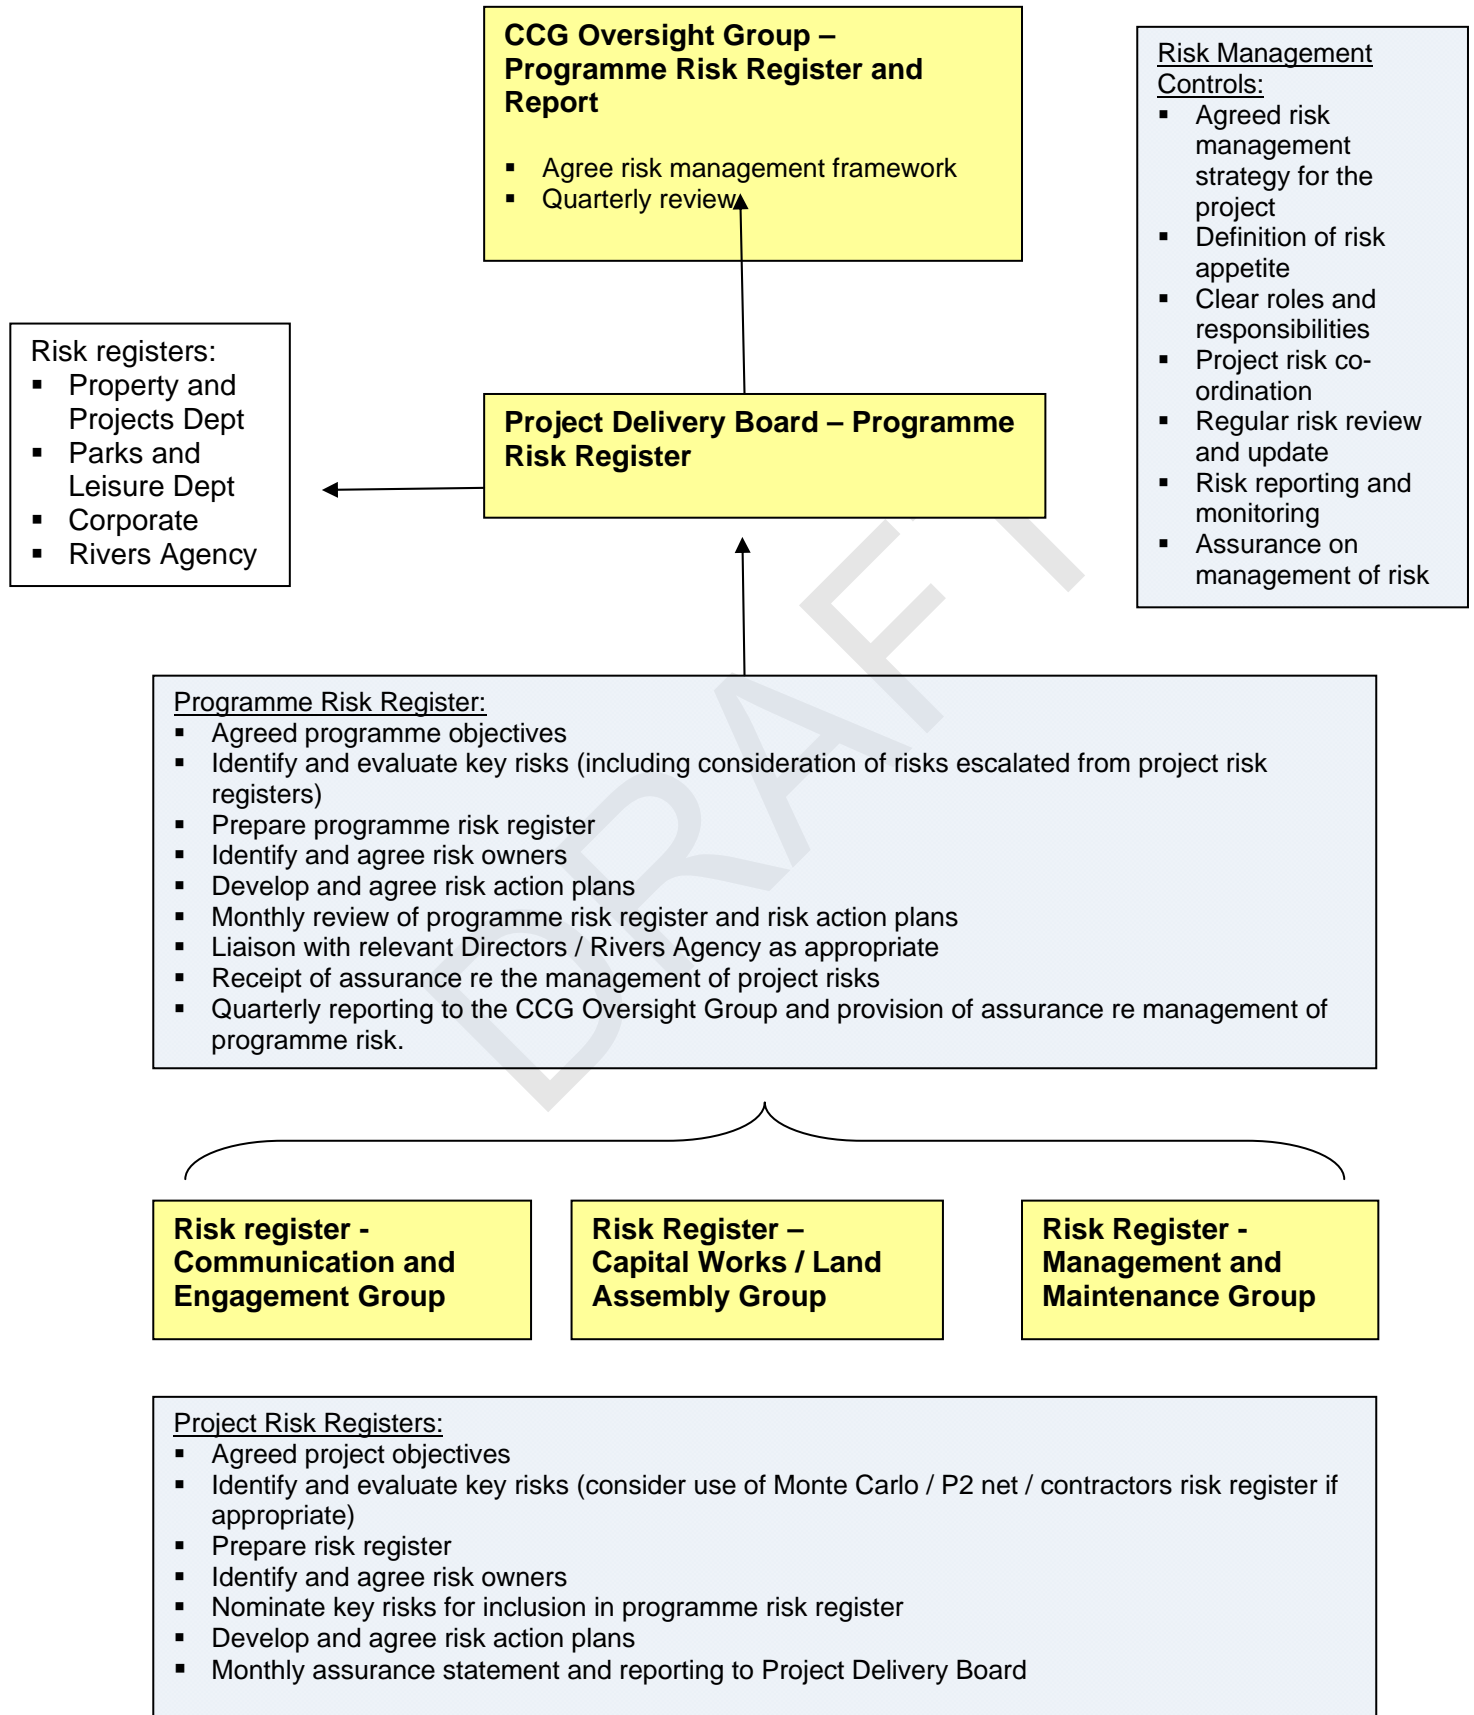 CCG Oversight Group –
Programme Risk Register and
Report
▪ Agree risk management framework
▪ Quarterly review
Risk Management
Controls:
▪ Agreed risk
management
strategy for the
project
▪ Definition of risk
appetite
▪ Clear roles and
responsibilities
▪ Project risk co-
ordination
▪ Regular risk review
and update
▪ Risk reporting and
monitoring
▪ Assurance on
management of risk
Risk registers:
▪ Property and
Projects Dept
▪ Parks and
Leisure Dept
▪ Corporate
▪ Rivers Agency
Project Delivery Board – Programme
Risk Register
DRAFT
Programme Risk Register:
▪ Agreed programme objectives
▪ Identify and evaluate key risks (including consideration of risks escalated from project risk
registers)
▪ Prepare programme risk register
▪ Identify and agree risk owners
▪ Develop and agree risk action plans
▪ Monthly review of programme risk register and risk action plans
▪ Liaison with relevant Directors / Rivers Agency as appropriate
▪ Receipt of assurance re the management of project risks
▪ Quarterly reporting to the CCG Oversight Group and provision of assurance re management of
programme risk.
Risk register -
Communication and
Engagement Group
Risk Register –
Capital Works / Land
Assembly Group
Risk Register -
Management and
Maintenance Group
Project Risk Registers:
▪ Agreed project objectives
▪ Identify and evaluate key risks (consider use of Monte Carlo / P2 net / contractors risk register if
appropriate)
▪ Prepare risk register
▪ Identify and agree risk owners
▪ Nominate key risks for inclusion in programme risk register
▪ Develop and agree risk action plans
▪ Monthly assurance statement and reporting to Project Delivery Board